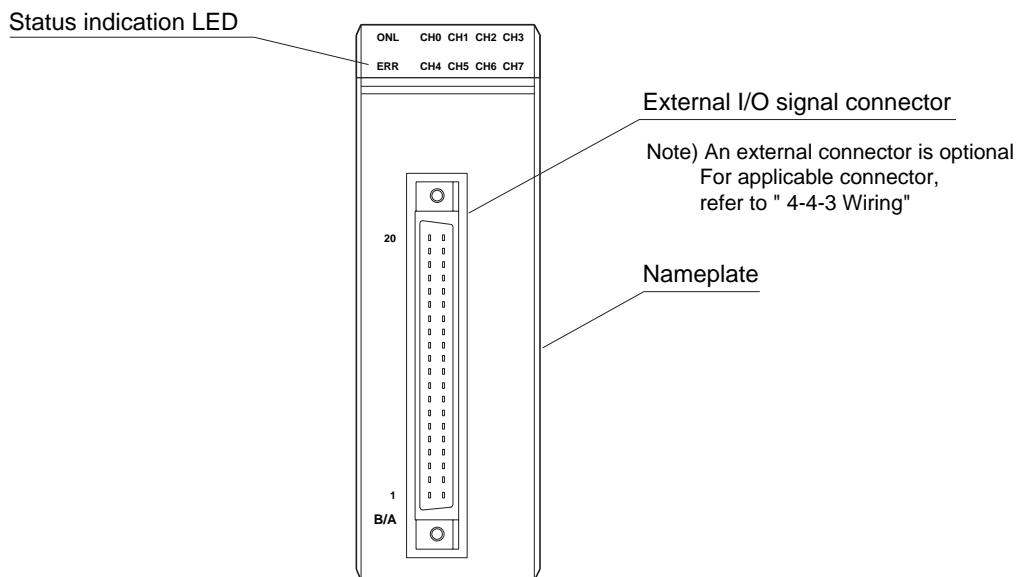 Status indication LED
ONL CH0 CH1 CH2 CH3
ERR CH4 CH5 CH6 CH7
External I/O signal connector
Note) An external connector is optional
For applicable connector,
refer to " 4-4-3 Wiring"
20
Nameplate
1
B/A